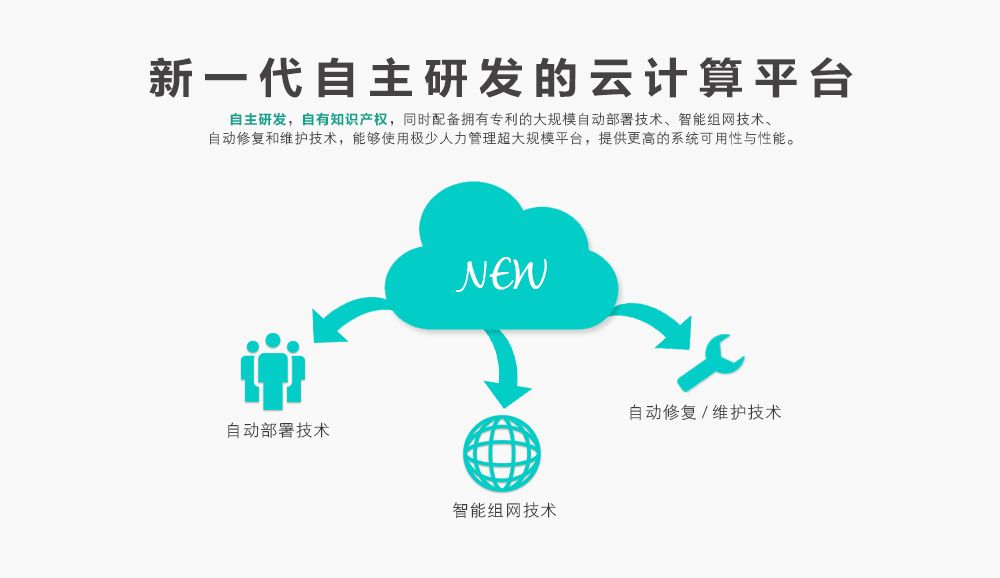 新一代自主研发的云计算平台
自主研发，自有知识产权，同时配备拥有专利的大规模自动部署技术、智能组网技术、
自动修复和维护技术，能够使用极少人力管理超大规模平台，提供更高的系统可用性与性能。
NEW
自动部署技术
自动修复 / 维护技术
智能组网技术